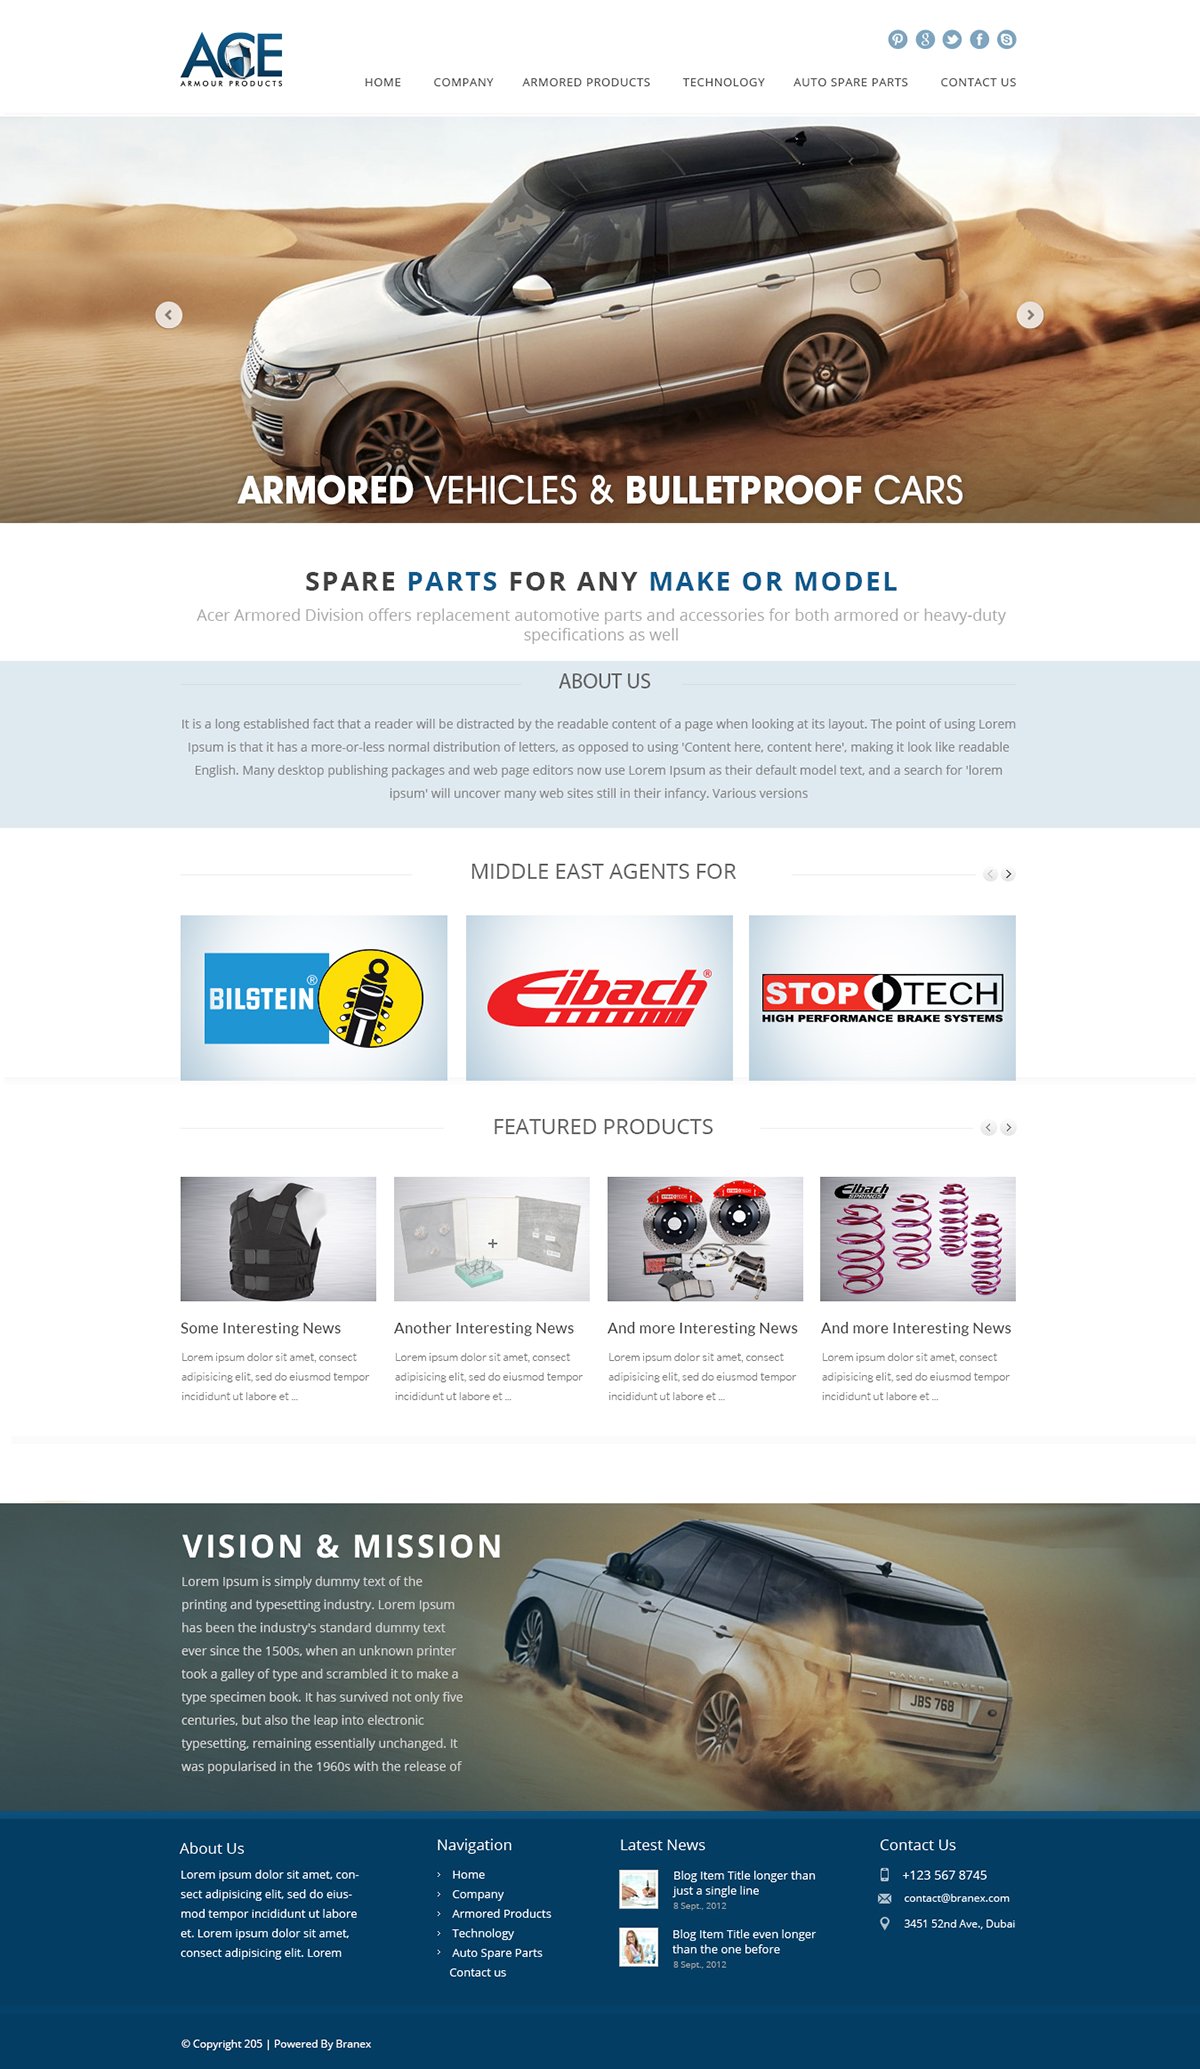 ACE
ARMOUR PRODUCTS
HOME COMPANY ARMORED PRODUCTS TECHNOLOGY AUTO SPARE PARTS CONTACT US
ARMORED VEHICLES & BULLETPROOF CARS
SPARE PARTS FOR ANY MAKE OR MODEL
Acer Armored Division offers replacement automotive parts and accessories for both armored or heavy-duty
specifications as well
ABOUT US
It is a long established fact that a reader will be distracted by the readable content of a page when looking at its layout. The point of using Lorem
Ipsum is that it has a more-or-less normal distribution of letters, as opposed to using 'Content here, content here', making it look like readable
English. Many desktop publishing packages and web page editors now use Lorem Ipsum as their default model text, and a search for 'lorem
ipsum' will uncover many web sites still in their infancy. Various versions
MIDDLE EAST AGENTS FOR
BILSTEIN®
Eibach®
STOPTECH
HIGH PERFORMANCE BRAKE SYSTEMS
FEATURED PRODUCTS
Eibach
SPRINGS
Some Interesting News
Lorem ipsum dolor sit amet, consect
adipisicing elit, sed do eiusmod tempor
incididunt ut labore et ...
Another Interesting News
Lorem ipsum dolor sit amet, consect
adipisicing elit, sed do eiusmod tempor
incididunt ut labore et ...
And more Interesting News
Lorem ipsum dolor sit amet, consect
adipisicing elit, sed do eiusmod tempor
incididunt ut labore et ...
And more Interesting News
Lorem ipsum dolor sit amet, consect
adipisicing elit, sed do eiusmod tempor
incididunt ut labore et ...
VISION & MISSION
Lorem Ipsum is simply dummy text of the
printing and typesetting industry. Lorem Ipsum
has been the industry's standard dummy text
ever since the 1500s, when an unknown printer
took a galley of type and scrambled it to make a
type specimen book. It has survived not only five
centuries, but also the leap into electronic
typesetting, remaining essentially unchanged. It
was popularised in the 1960s with the release of
RANGE ROVER
JBS 768
About Us
Lorem ipsum dolor sit amet, con-
sect adipisicing elit, sed do eius-
mod tempor incididunt ut labore
et. Lorem ipsum dolor sit amet,
consect adipisicing elit. Lorem
Navigation
Home
Company
Armored Products
Technology
Auto Spare Parts
Contact us
Latest News
Blog Item Title longer than
just a single line
8 Sept., 2012
Blog Item Title even longer
than the one before
8 Sept., 2012
Contact Us
+123 567 8745
contact@branex.com
3451 52nd Ave., Dubai
© Copyright 205 | Powered By Branex